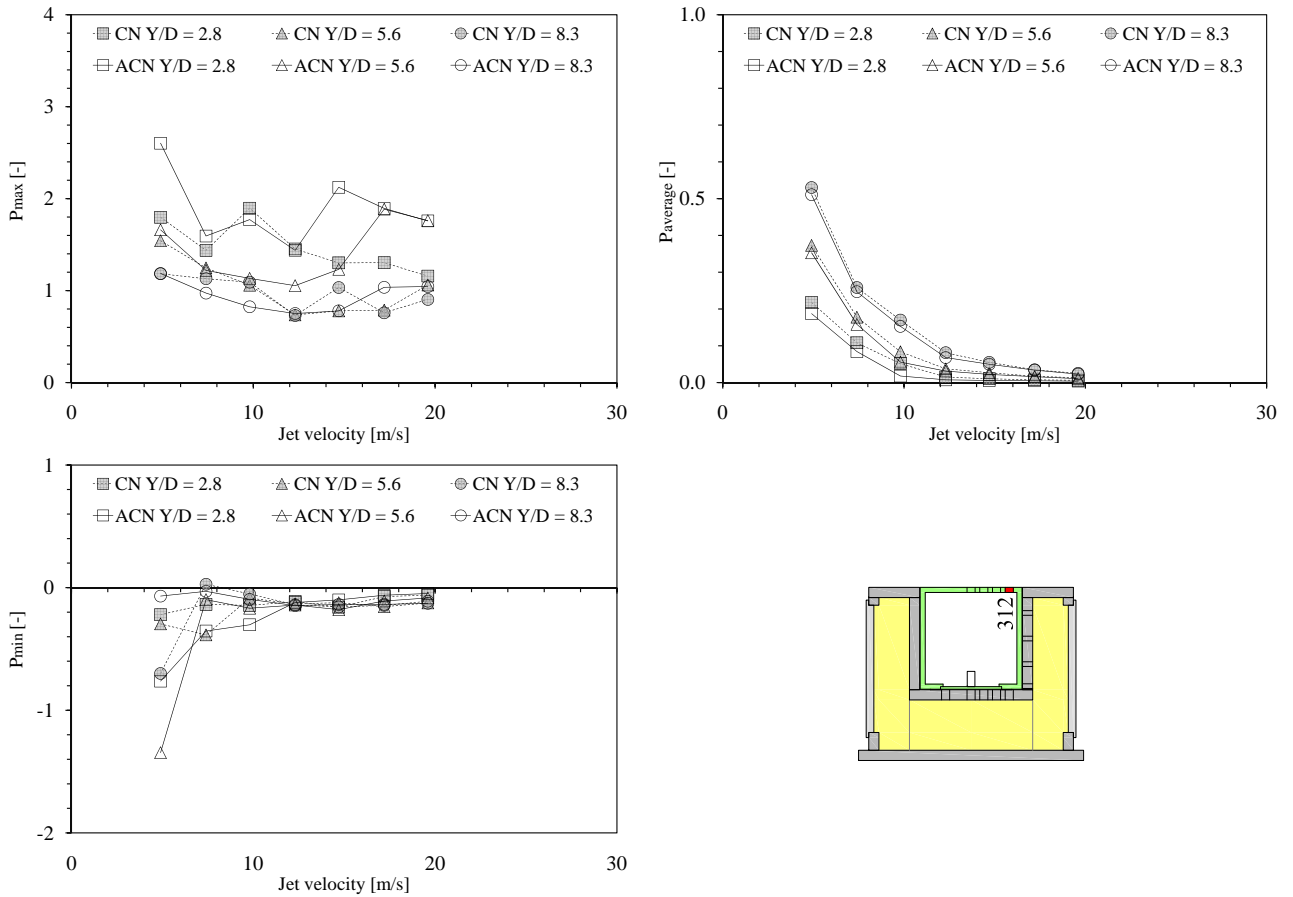 4
3
2
1
0
Pmax [-]
CN Y/D = 2.8
CN Y/D = 5.6
CN Y/D = 8.3
ACN Y/D = 2.8
ACN Y/D = 5.6
ACN Y/D = 8.3
0 10 20 30
Jet velocity [m/s]
1.0
0.5
0.0
Paverage [-]
CN Y/D = 2.8
CN Y/D = 5.6
CN Y/D = 8.3
ACN Y/D = 2.8
ACN Y/D = 5.6
ACN Y/D = 8.3
0 10 20 30
Jet velocity [m/s]
1
0
-1
-2
Pmin [-]
CN Y/D = 2.8
CN Y/D = 5.6
CN Y/D = 8.3
ACN Y/D = 2.8
ACN Y/D = 5.6
ACN Y/D = 8.3
0 10 20 30
Jet velocity [m/s]
312